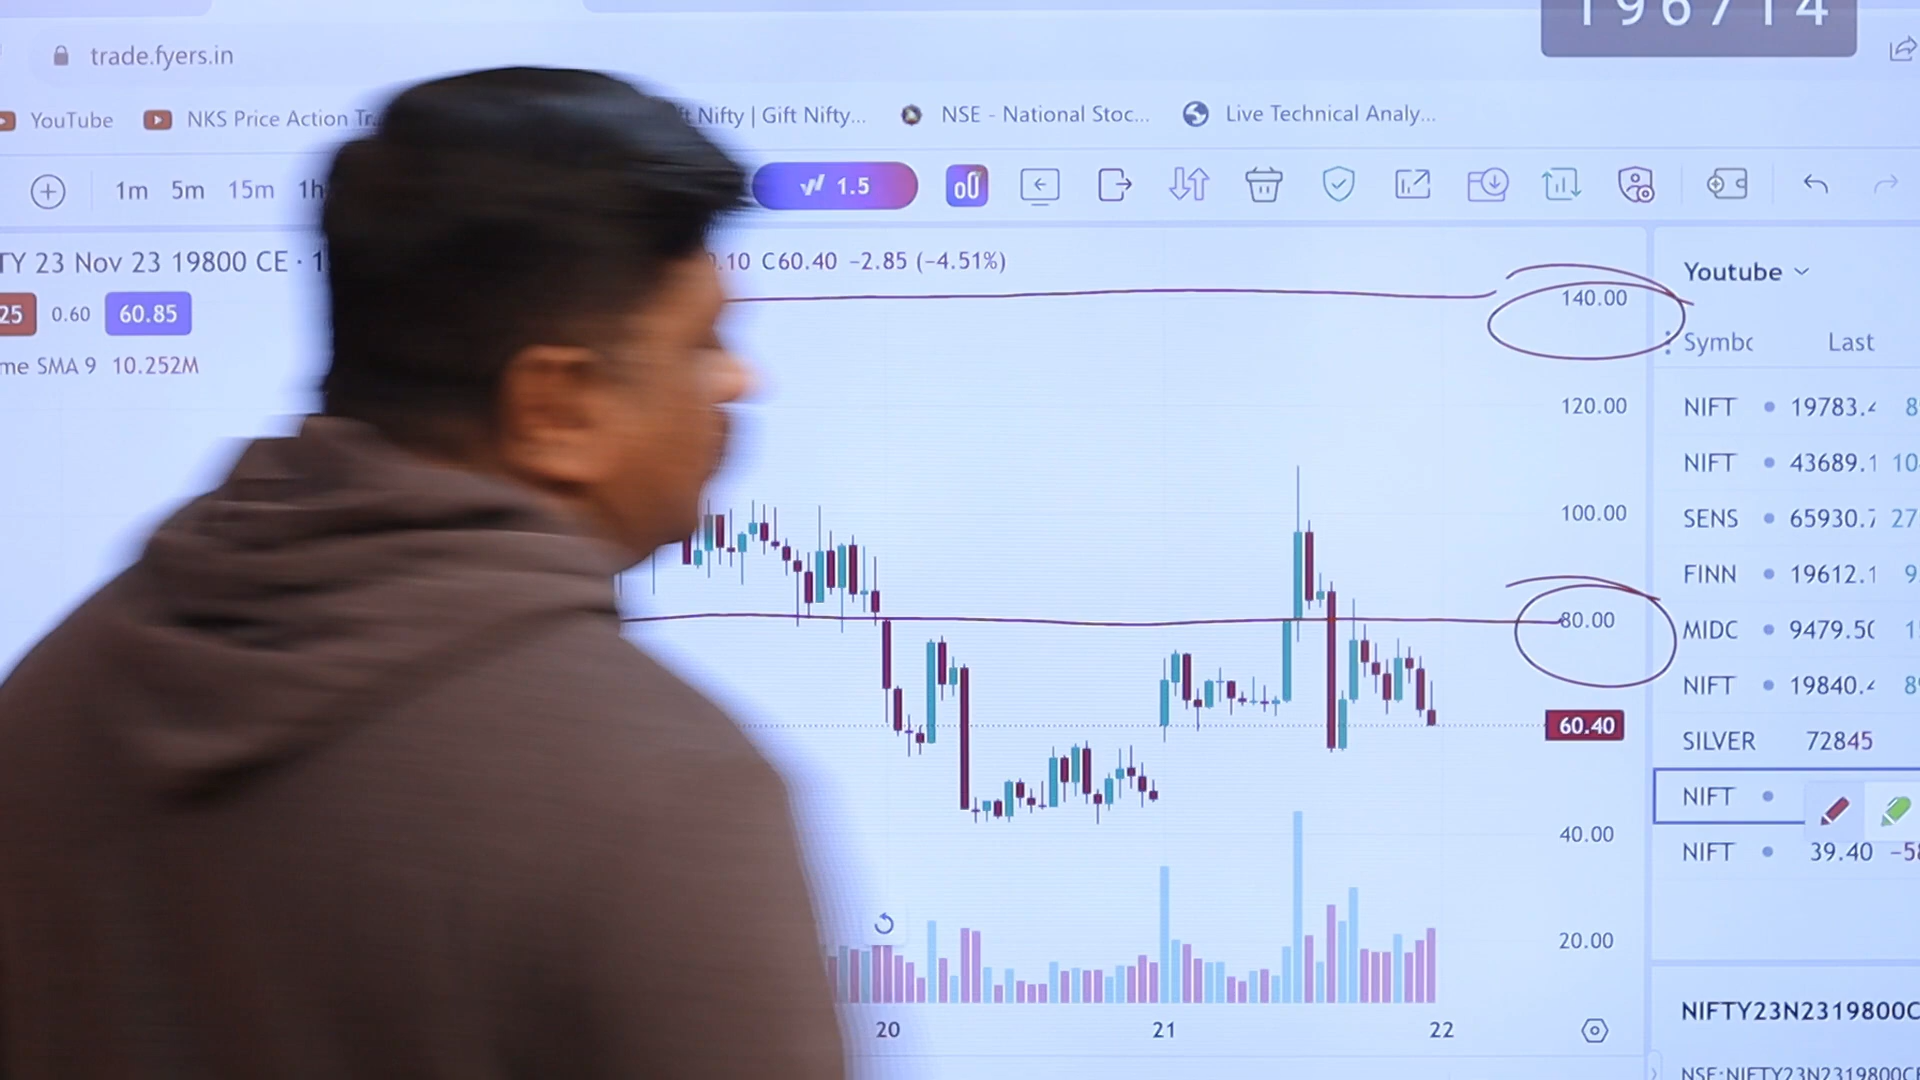 196714
trade.fyers.in
YouTube NKS Price Action Tr... Nifty | Gift Nifty... NSE - National Stoc... Live Technical Analy...
1m 5m 15m 1h 1.5
TY 23 Nov 23 19800 CE · 1 .10 C60.40 −2.85 (−4.51%)
25 0.60 60.85
me SMA 9 10.252M
Youtube
Symbo Last
140.00
120.00
100.00
80.00
60.40
40.00
20.00
NIFT 19783.4 8
NIFT 43689.1 10
SENS 65930.7 27
FINN 19612.1 9
MIDC 9479.50 1
NIFT 19840.4 8
SILVER 72845
NIFT
NIFT 39.40 −58
20 21 22
NIFTY23N2319800C
NSE:NIFTY23N2319800CE